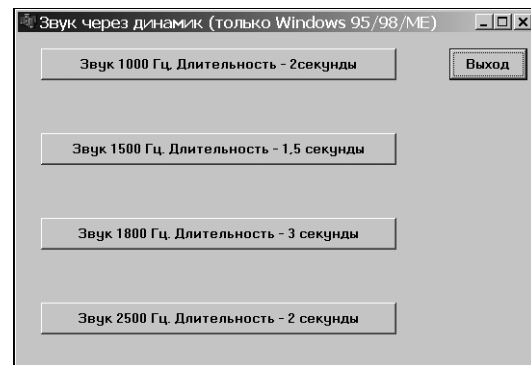 Звук через динамик (только Windows 95/98/ME)
Звук 1000 Гц, Длительность - 2секунды
Выход
Звук 1500 Гц. Длительность - 1,5 секунды
Звук 1800 Гц. Длительность - 3 секунды
Звук 2500 Гц. Длительность - 2 секунды